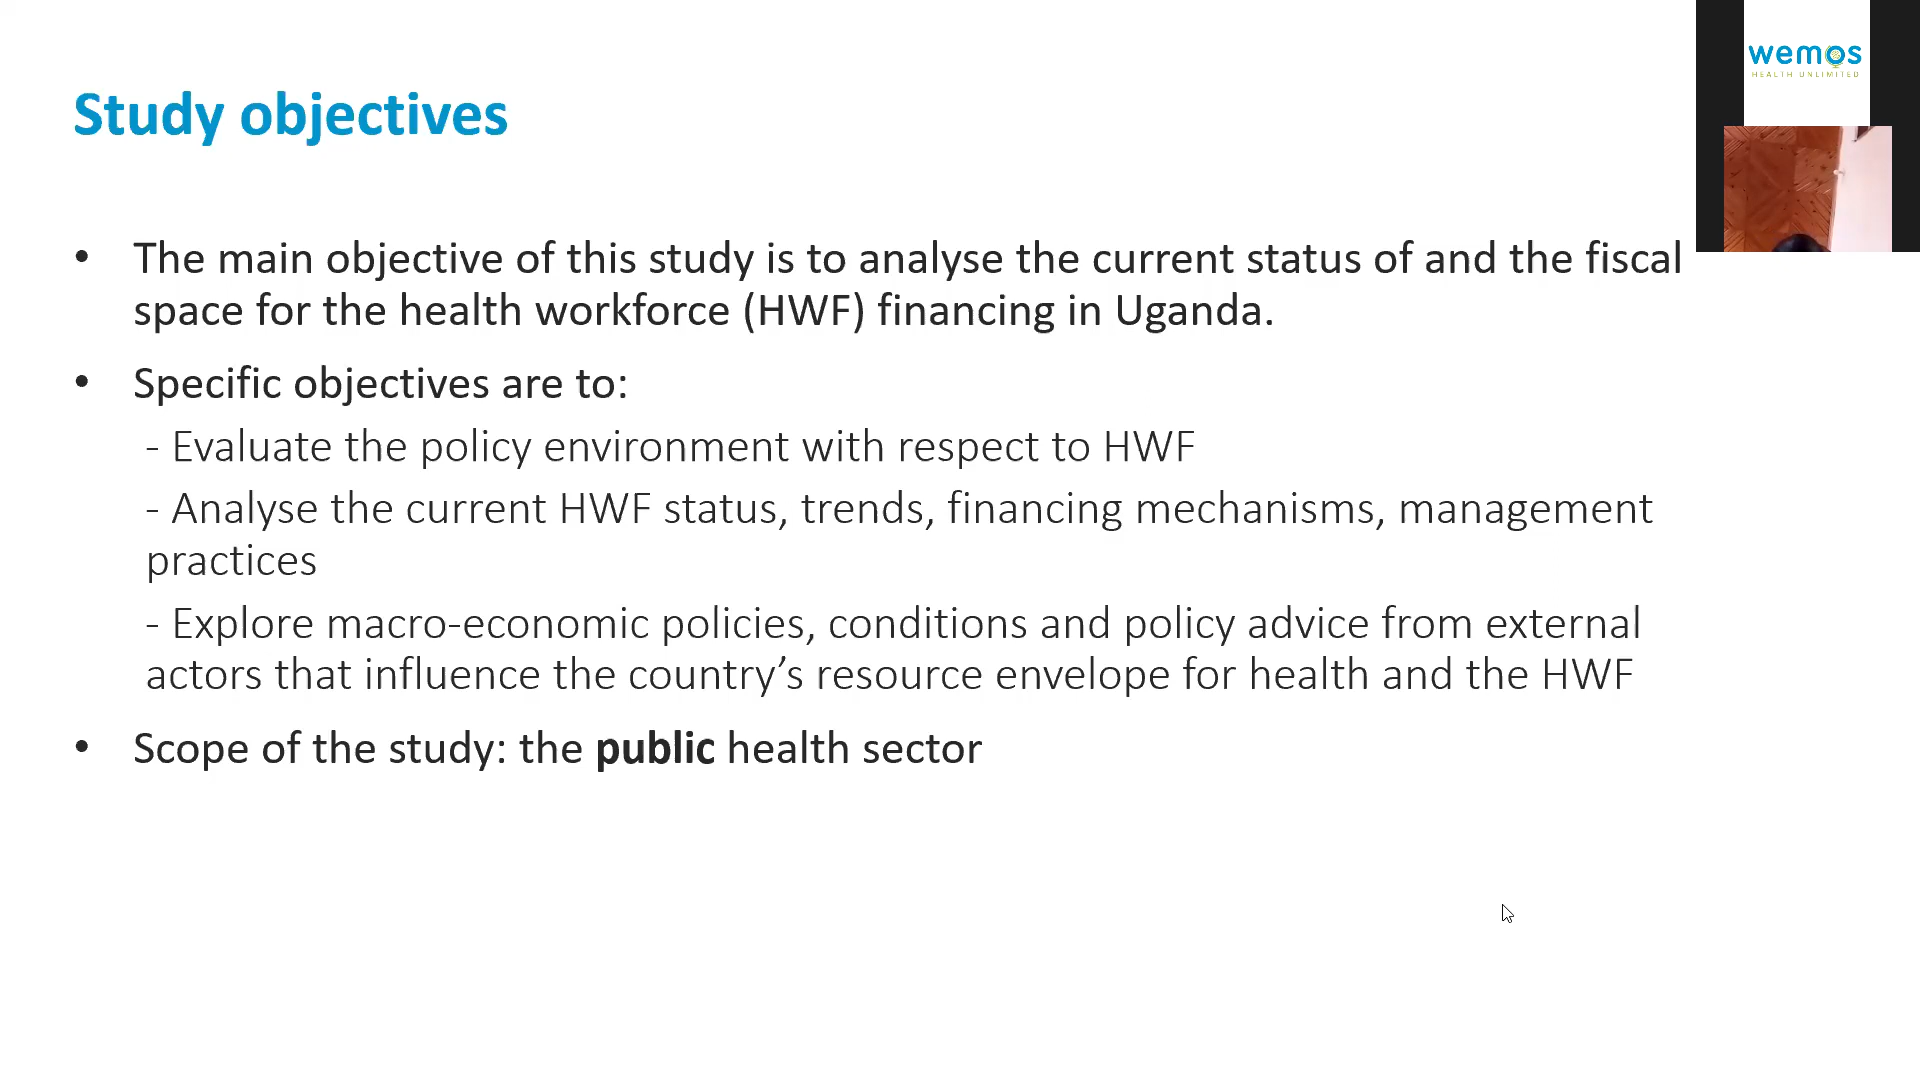 wemos
HEALTH UNLIMITED
Study objectives
• The main objective of this study is to analyse the current status of and the fiscal
space for the health workforce (HWF) financing in Uganda.
• Specific objectives are to:
- Evaluate the policy environment with respect to HWF
- Analyse the current HWF status, trends, financing mechanisms, management
practices
- Explore macro-economic policies, conditions and policy advice from external
actors that influence the country’s resource envelope for health and the HWF
• Scope of the study: the public health sector